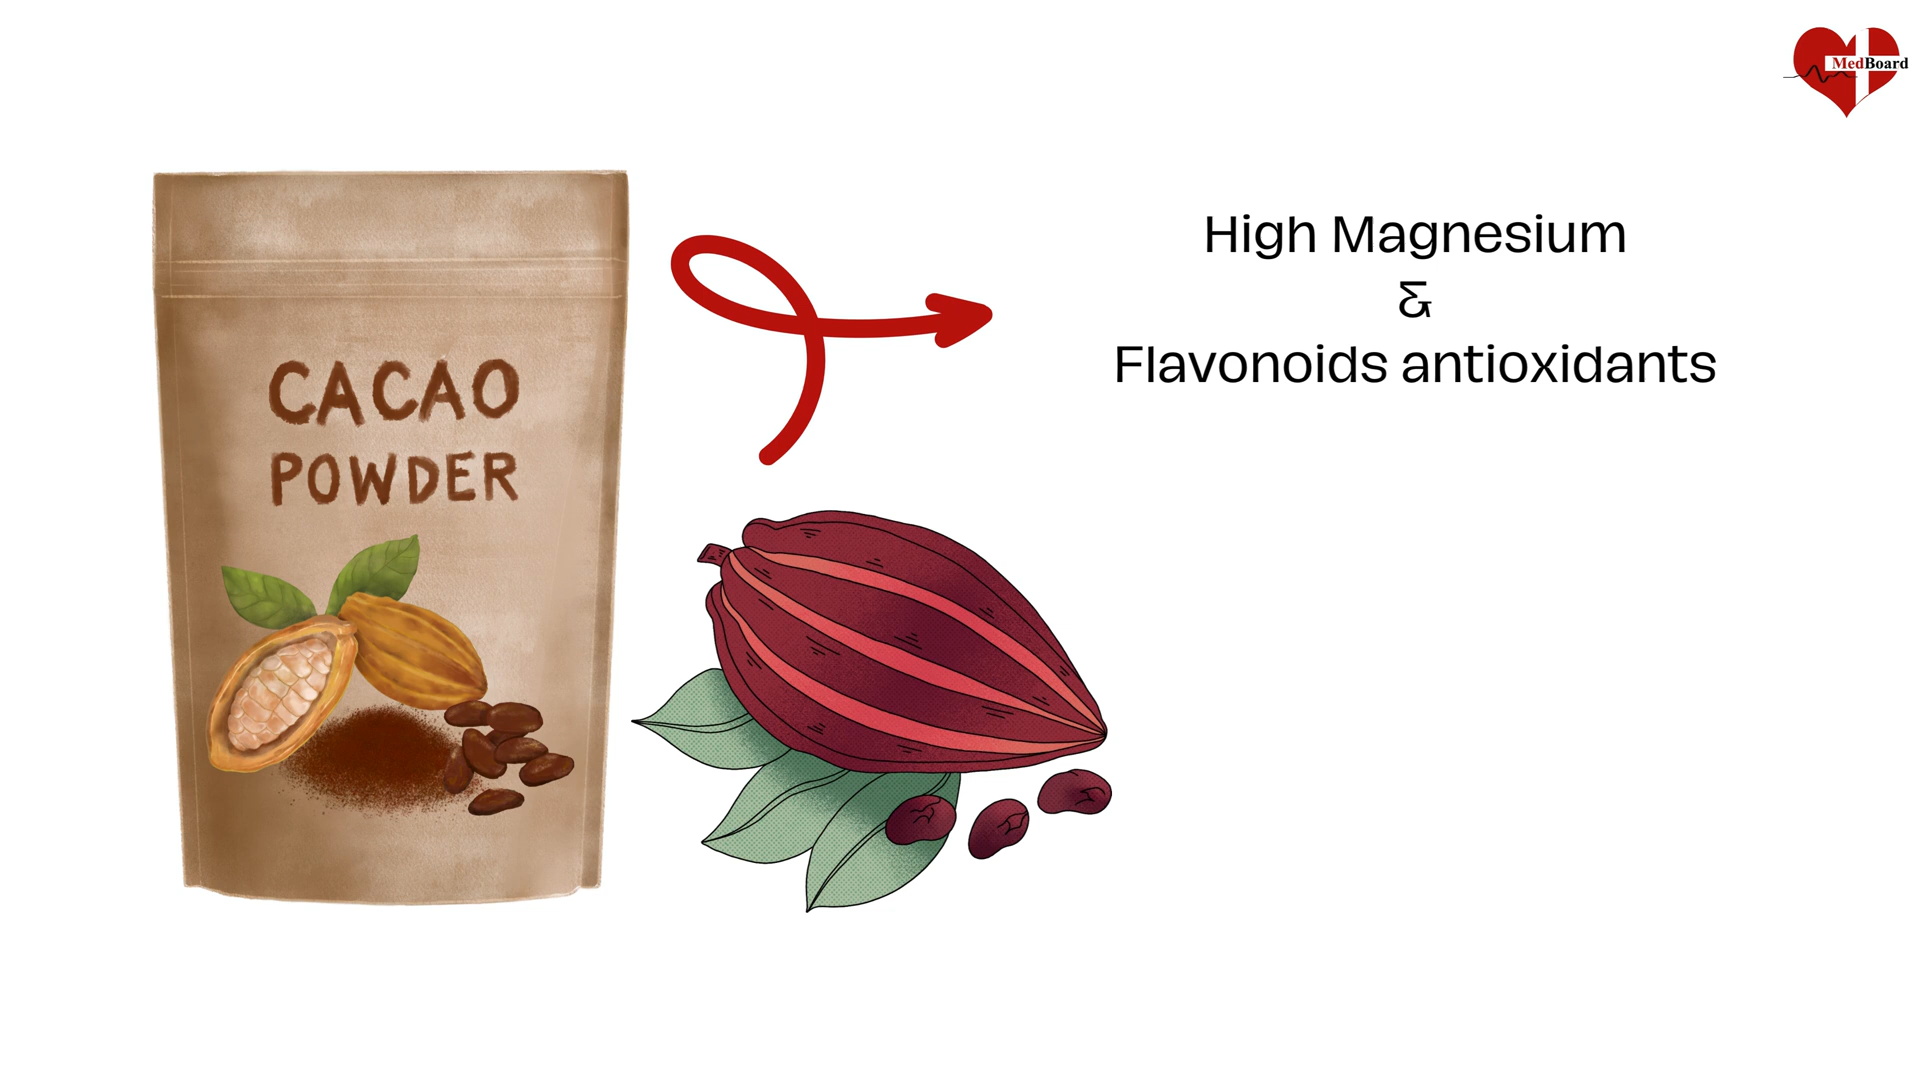 MedBoard
High Magnesium
&
Flavonoids antioxidants
CACAO
POWDER